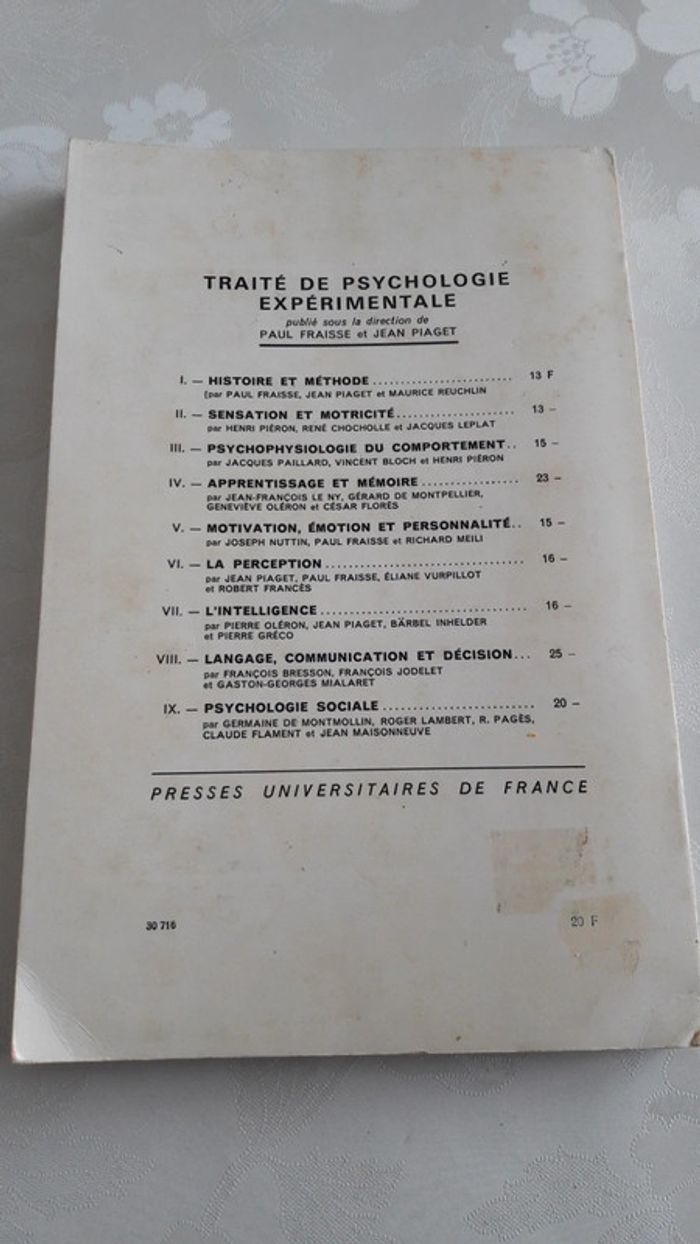 TRAITÉ DE PSYCHOLOGIE
EXPÉRIMENTALE
publié sous la direction de
PAUL FRAISSE et JEAN PIAGET
I. — HISTOIRE ET MÉTHODE ........................ 13 F
(par PAUL FRAISSE, JEAN PIAGET et MAURICE REUCHLIN
II. — SENSATION ET MOTRICITÉ.................... 13 –
par HENRI PIÉRON, RENÉ CHOCHOLLE et JACQUES LEPLAT
III. — PSYCHOPHYSIOLOGIE DU COMPORTEMENT.. 15 –
par JACQUES PAILLARD, VINCENT BLOCH et HENRI PIÉRON
IV. — APPRENTISSAGE ET MÉMOIRE ................ 23 –
par JEAN-FRANÇOIS LE NY, GÉRARD DE MONTPELLIER,
GENEVIÈVE OLÉRON et CÉSAR FLORÈS
V. — MOTIVATION, ÉMOTION ET PERSONNALITÉ.. 15 –
par JOSEPH NUTTIN, PAUL FRAISSE et RICHARD MEILI
VI. — LA PERCEPTION ................................ 16 –
par JEAN PIAGET, PAUL FRAISSE, ÉLIANE VURPILLOT
et ROBERT FRANCÈS
VII. — L'INTELLIGENCE ................................. 16 –
par PIERRE OLÉRON, JEAN PIAGET, BÄRBEL INHELDER
et PIERRE GRÉCO
VIII. — LANGAGE, COMMUNICATION ET DÉCISION... 25 –
par FRANÇOIS BRESSON, FRANÇOIS JODELET
et GASTON-GEORGES MIALARET
IX. — PSYCHOLOGIE SOCIALE ........................ 20 –
par GERMAINE DE MONTMOLLIN, ROGER LAMBERT, R. PAGÈS,
CLAUDE FLAMENT et JEAN MAISONNEUVE
PRESSES UNIVERSITAIRES DE FRANCE
30 716
20 F